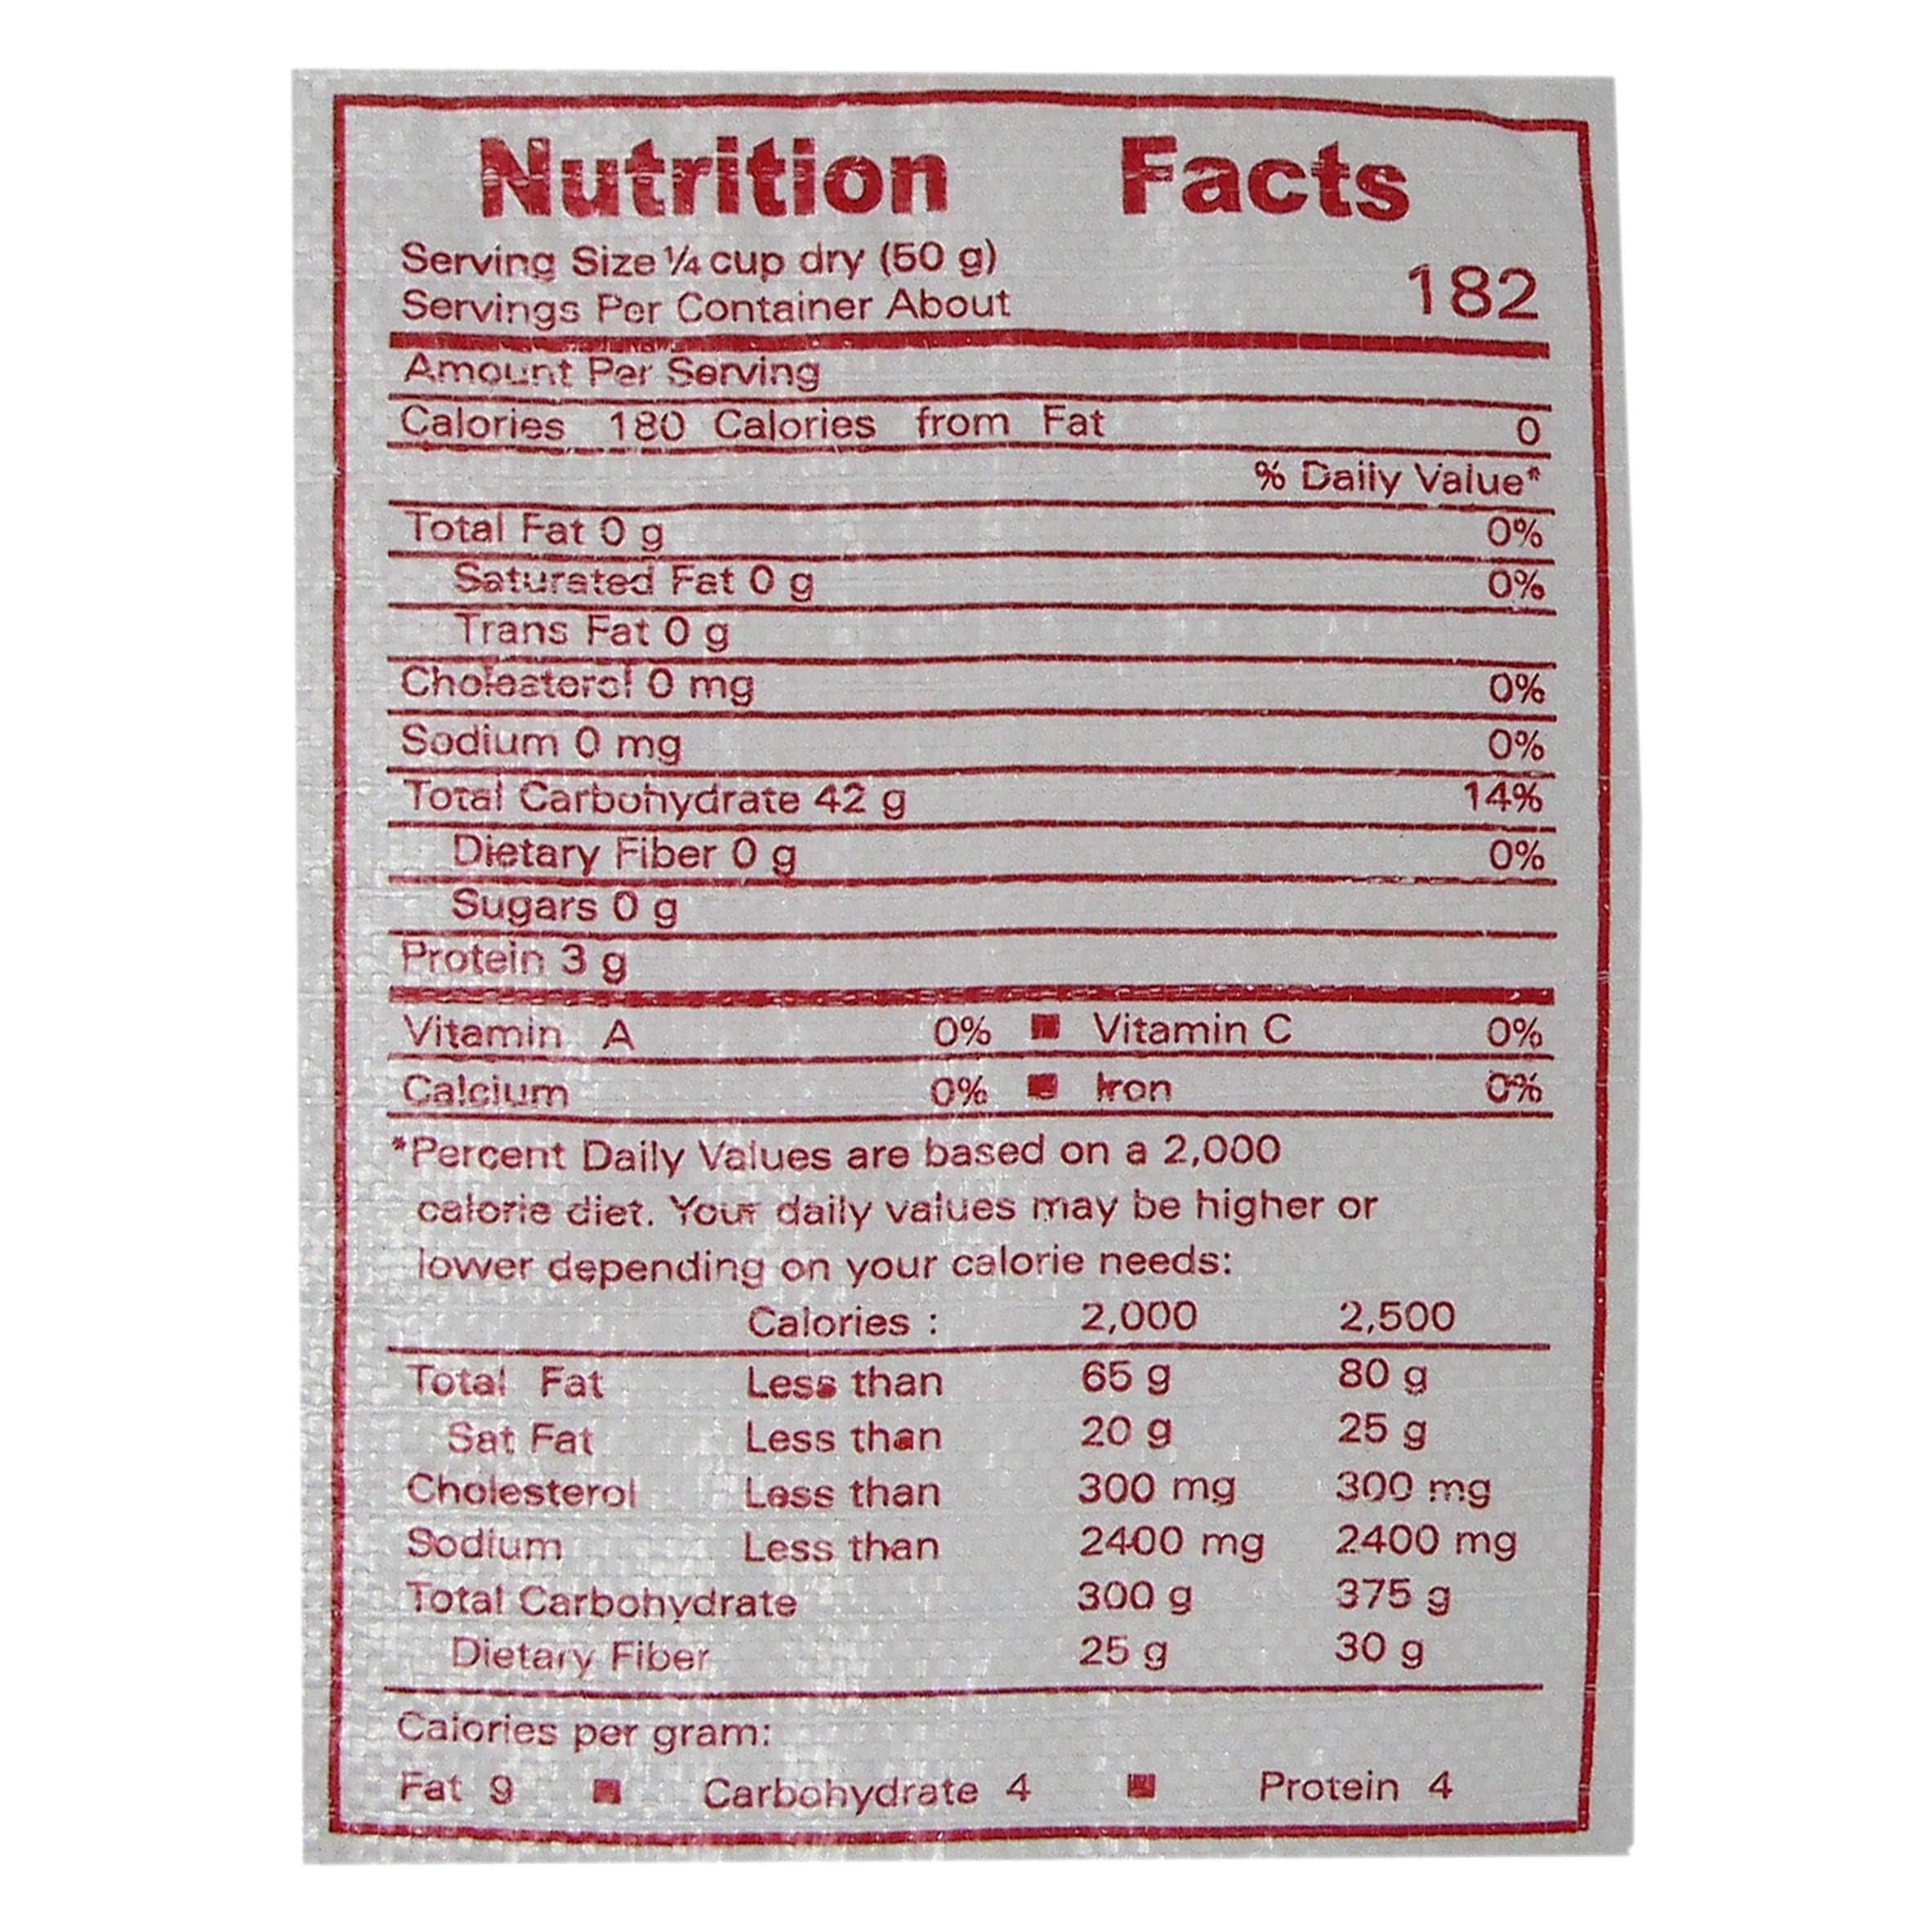 Nutrition Facts
Serving Size ¼ cup dry (50 g)
Servings Per Container About 182
Amount Per Serving
Calories 180 Calories from Fat 0
% Daily Value*
Total Fat 0 g 0%
Saturated Fat 0 g 0%
Trans Fat 0 g
Cholesterol 0 mg 0%
Sodium 0 mg 0%
Total Carbohydrate 42 g 14%
Dietary Fiber 0 g 0%
Sugars 0 g
Protein 3 g
Vitamin A 0% ■ Vitamin C 0%
Calcium 0% ■ Iron 0%
*Percent Daily Values are based on a 2,000
calorie diet. Your daily values may be higher or
lower depending on your calorie needs:
Calories : 2,000 2,500
Total Fat Less than 65 g 80 g
Sat Fat Less than 20 g 25 g
Cholesterol Less than 300 mg 300 mg
Sodium Less than 2400 mg 2400 mg
Total Carbohydrate 300 g 375 g
Dietary Fiber 25 g 30 g
Calories per gram:
Fat 9 ■ Carbohydrate 4 ■ Protein 4